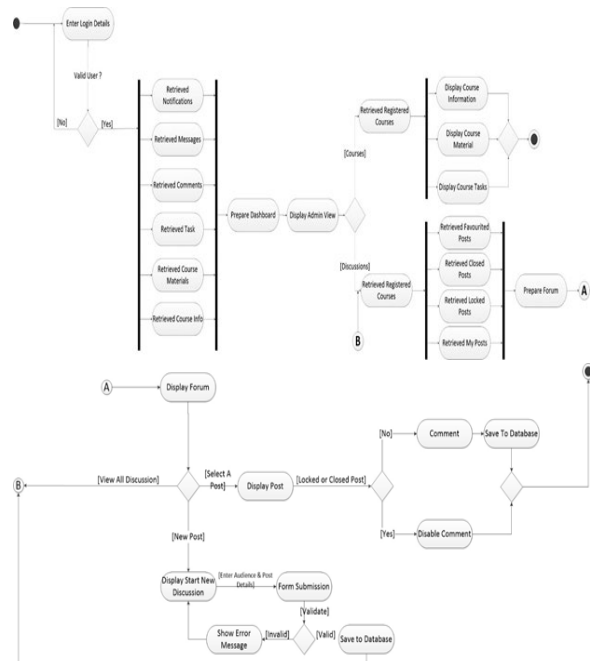 Enter Login Details
Valid User ?
[No]
[Yes]
Retrieved
Notifications
Retrieved Messages
Retrieved Comments
Retrieved Task
Retrieved Course
Materials
Retrieved Course Info
Prepare Dashboard
Display Admin View
[Courses]
[Discussions]
Retrieved Registered
Courses
Display Course
Information
Display Course
Material
Display Course Tasks
Retrieved Registered
Courses
B
Retrieved Favourited
Posts
Retrieved Closed
Posts
Retrieved Locked
Posts
Retrieved My Posts
Prepare Forum
A
A
Display Forum
B
[View All Discussion]
[Select A
Post]
Display Post
[Locked or Closed Post]
[No]
Comment
Save To Database
[Yes]
Disable Comment
[New Post]
Display Start New
Discussion
[Enter Audience & Post
Details]
Form Submission
[Validate]
Show Error
Message
[Invalid]
[Valid]
Save to Database